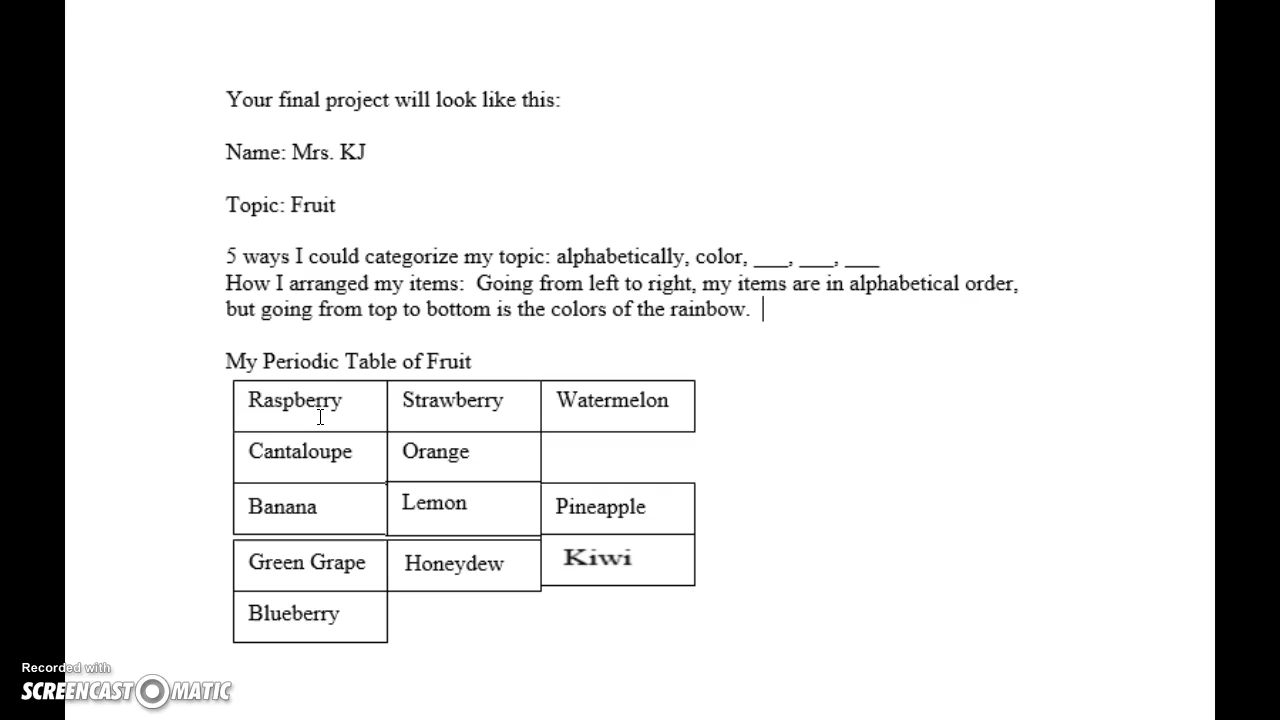 Your final project will look like this:
Name: Mrs. KJ
Topic: Fruit
5 ways I could categorize my topic: alphabetically, color, ___, ___, ___
How I arranged my items:  Going from left to right, my items are in alphabetical order,
but going from top to bottom is the colors of the rainbow.
My Periodic Table of Fruit
Raspberry Strawberry Watermelon
Cantaloupe Orange
Banana Lemon Pineapple
Green Grape Honeydew Kiwi
Blueberry
Recorded with
SCREENCAST-O-MATIC